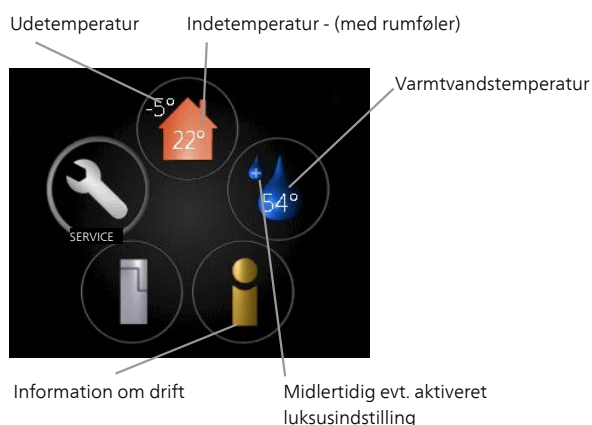 Udetemperatur
Indetemperatur - (med rumføler)
Varmtvandstemperatur
-5°
22°
54°
SERVICE
Information om drift
Midlertidig evt. aktiveret
luksusindstilling